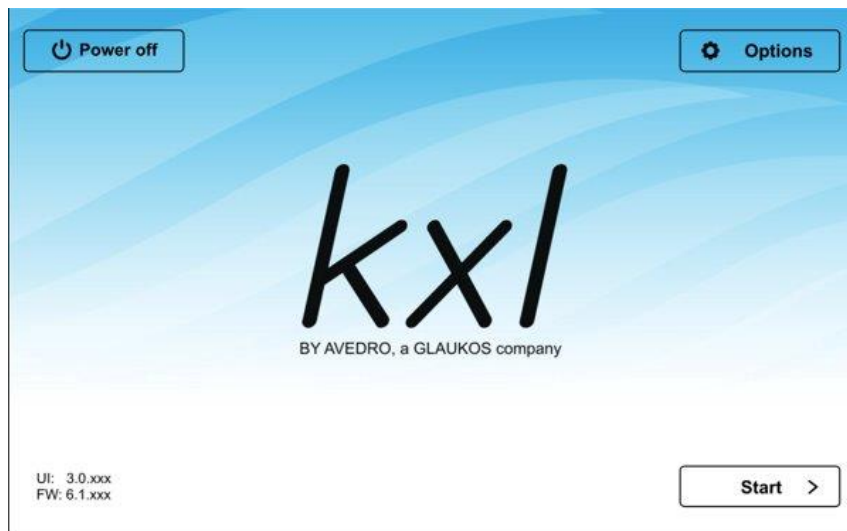 Power off
Options
kxl
BY AVEDRO, a GLAUKOS company
UI: 3.0.xxx
FW: 6.1.xxx
Start >